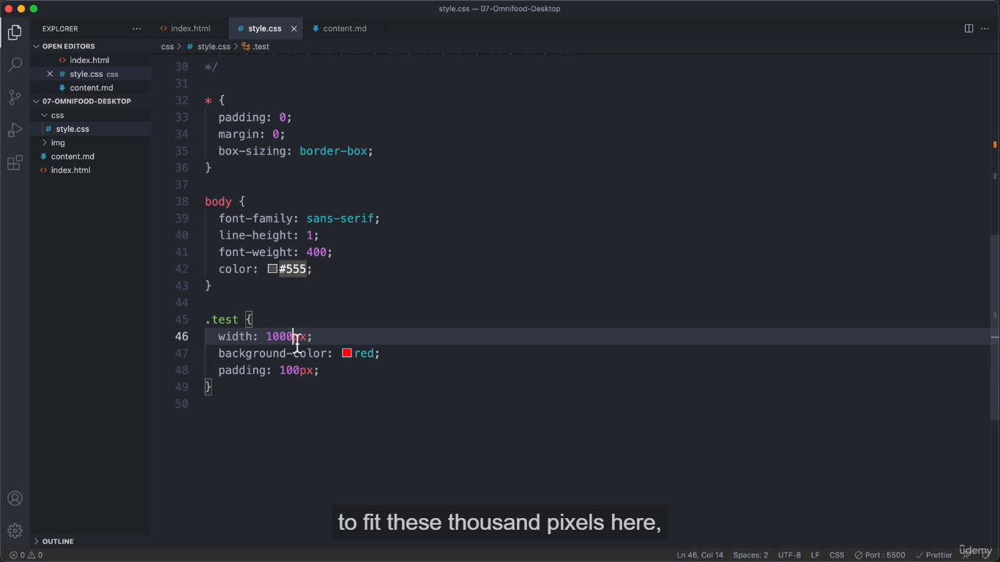 style.css — 07-Omnifood-Desktop
EXPLORER ···
index.html style.css × content.md ···
OPEN EDITORS
css > # style.css > .test
index.html
× # style.css css
content.md
07-OMNIFOOD-DESKTOP
css
# style.css
img
content.md
index.html
OUTLINE
30 */
31
32 * {
33 padding: 0;
34 margin: 0;
35 box-sizing: border-box;
36 }
37
38 body {
39 font-family: sans-serif;
40 line-height: 1;
41 font-weight: 400;
42 color: #555;
43 }
44
45 .test {
46 width: 1000px;
47 background-color: red;
48 padding: 100px;
49 }
50
to fit these thousand pixels here,
0 0 Ln 46, Col 14 Spaces: 2 UTF-8 LF CSS Port : 5500 Prettier
ûdemy